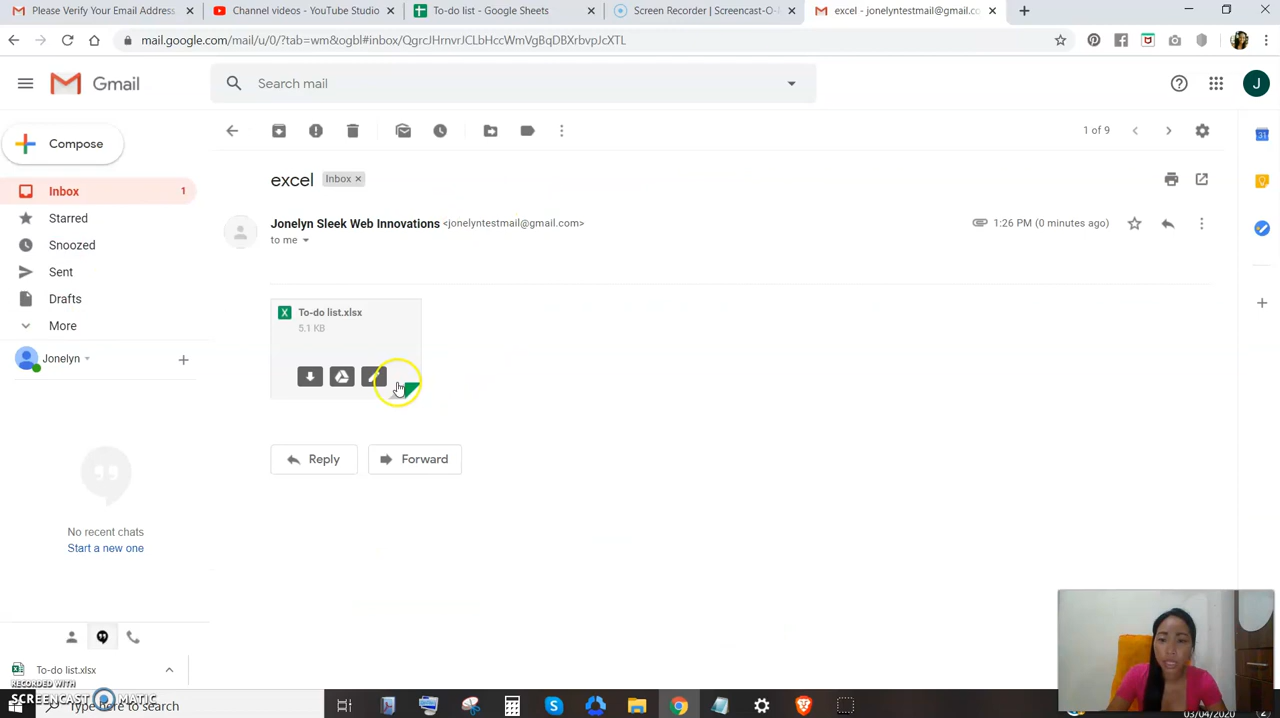 Please Verify Your Email Address
Channel videos - YouTube Studio
To-do list - Google Sheets
Screen Recorder | Screencast-O-M
excel - jonelyntestmail@gmail.co
mail.google.com/mail/u/0/?tab=wm&ogbl#inbox/QgrcJHrnvrJCLbHccWmVgBqDBXrbvpJcXTL
Gmail
Search mail
J
Compose
1 of 9
Inbox 1
excel Inbox ×
Starred
Jonelyn Sleek Web Innovations <jonelyntestmail@gmail.com>
1:26 PM (0 minutes ago)
to me
Snoozed
Sent
Drafts
More
To-do list.xlsx
5.1 KB
Jonelyn
Reply
Forward
No recent chats
Start a new one
To-do list.xlsx
RECORDED WITH
SCREENCAST MATIC
Type here to search
03/04/2020